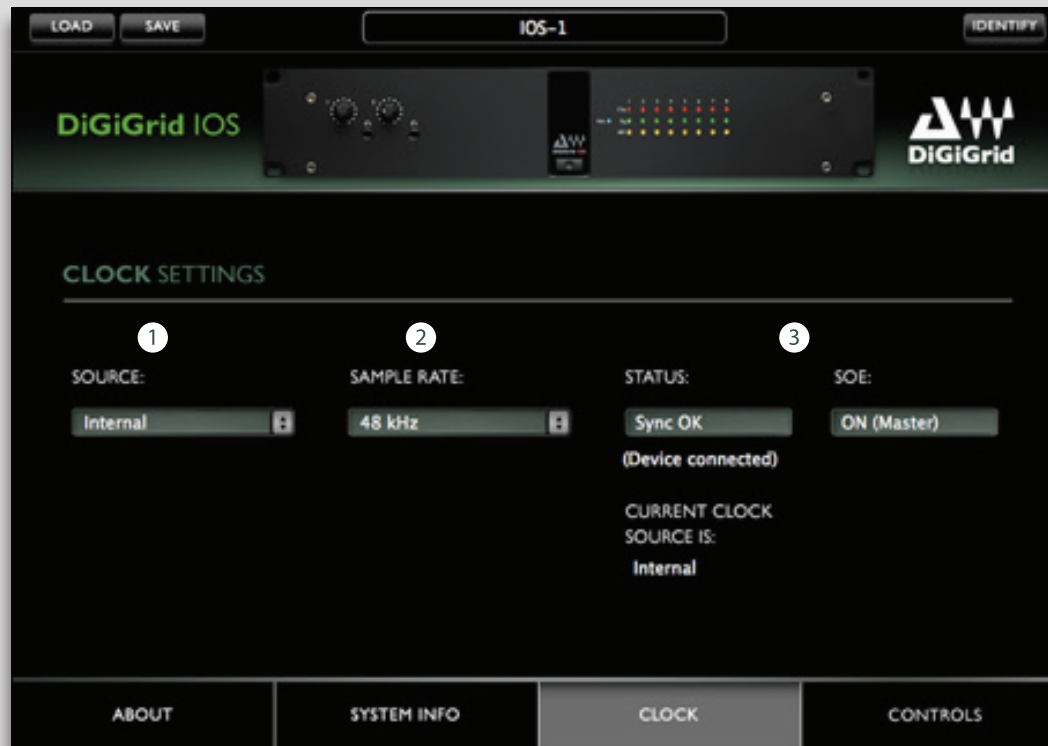 LOAD SAVE IOS-1 IDENTIFY
DiGiGrid IOS
DiGiGrid
CLOCK SETTINGS
1 2 3
SOURCE: SAMPLE RATE: STATUS: SOE:
Internal 48 kHz Sync OK ON (Master)
(Device connected)
CURRENT CLOCK
SOURCE IS:
Internal
ABOUT SYSTEM INFO CLOCK CONTROLS